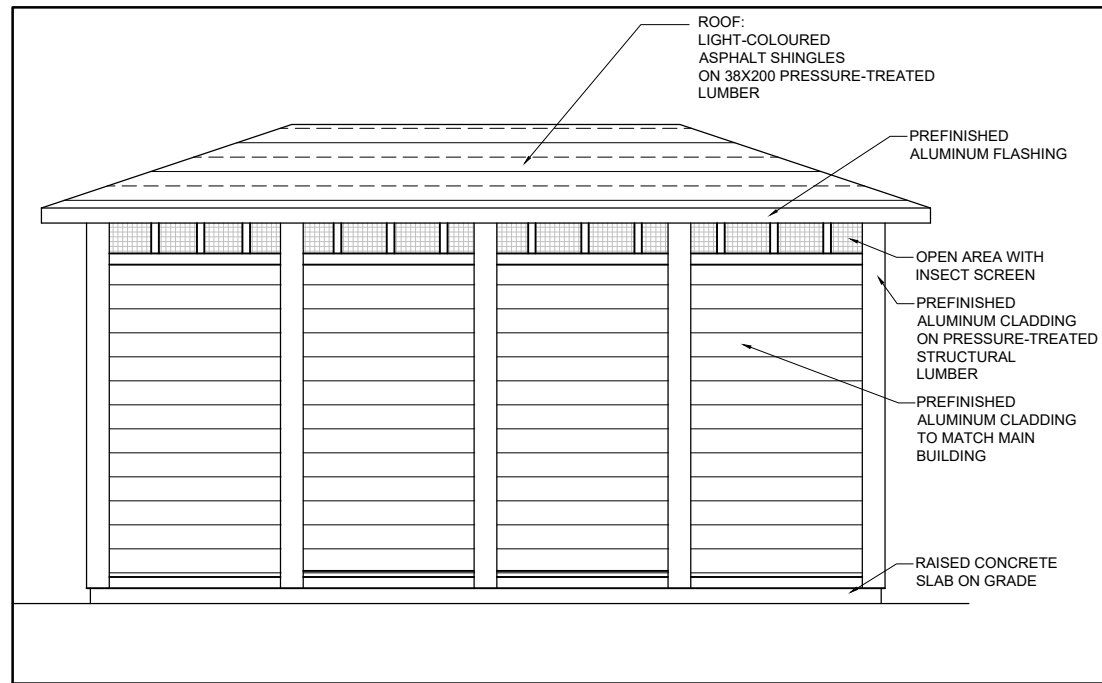 ROOF:
LIGHT-COLOURED
ASPHALT SHINGLES
ON 38X200 PRESSURE-TREATED
LUMBER
PREFINISHED
ALUMINUM FLASHING
OPEN AREA WITH
INSECT SCREEN
PREFINISHED
ALUMINUM CLADDING
ON PRESSURE-TREATED
STRUCTURAL
LUMBER
PREFINISHED
ALUMINUM CLADDING
TO MATCH MAIN
BUILDING
RAISED CONCRETE
SLAB ON GRADE